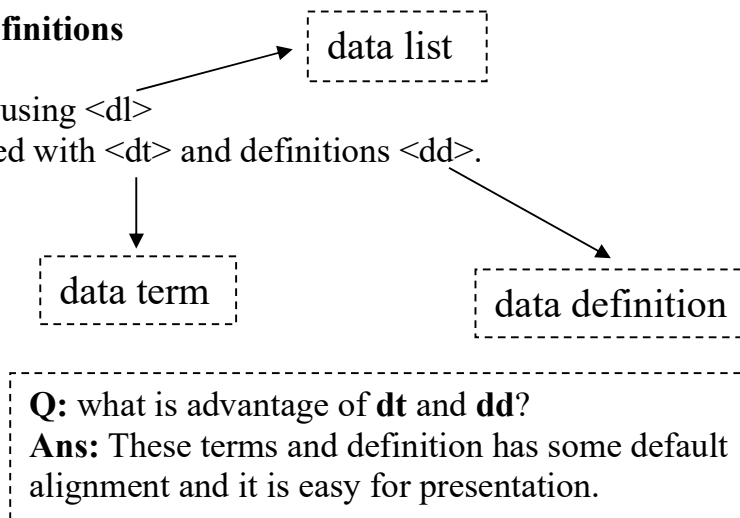 finitions
data list
using <dl>
ed with <dt> and definitions <dd>.
data term
data definition
Q: what is advantage of dt and dd?
Ans: These terms and definition has some default
alignment and it is easy for presentation.